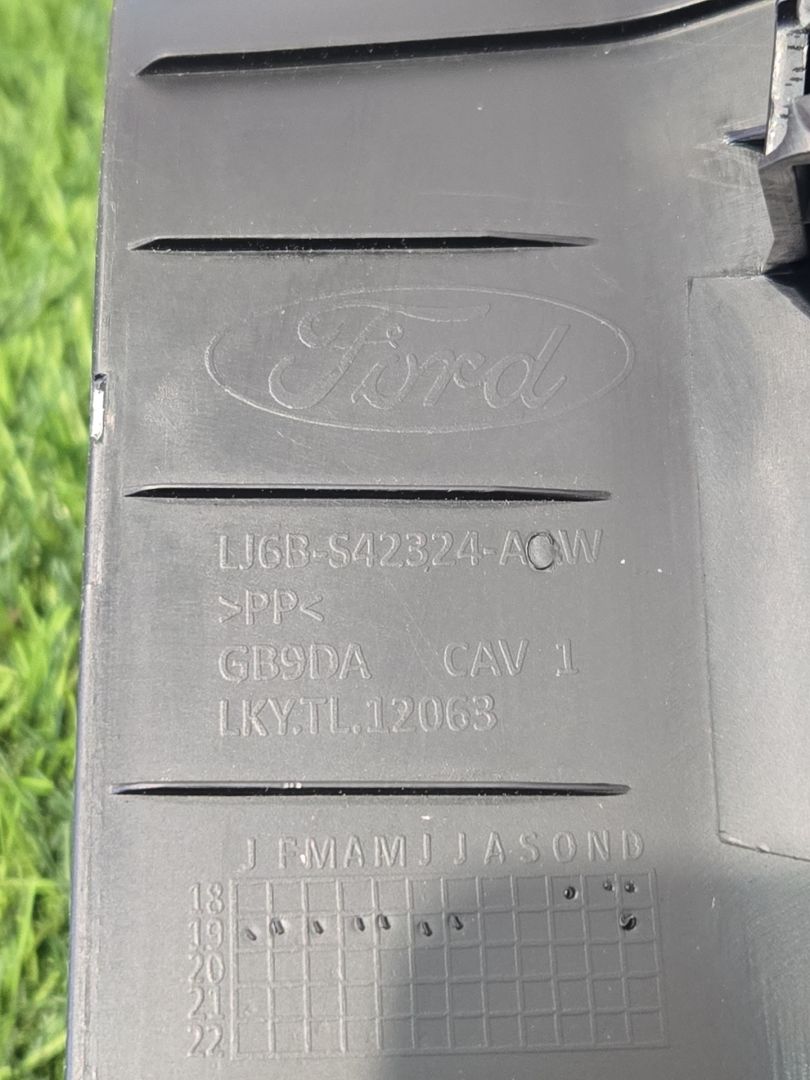 Ford
LJ6B-S42324-A W
>PP<
GB9DA CAV 1
LKY.TL.12063
J F M A M J J A S O N D
18
19
20
21
22